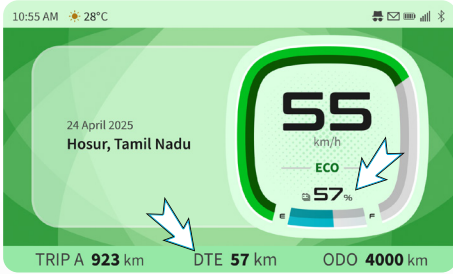 10:55 AM 28°C
24 April 2025
Hosur, Tamil Nadu
55
km/h
ECO
57%
E F
TRIP A 923 km DTE 57 km ODO 4000 km